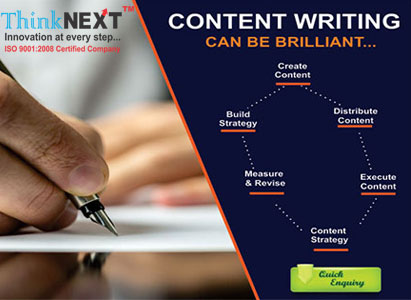 ThinkNEXT™
Innovation at every step...
ISO 9001:2008 Certified Company
CONTENT WRITING
CAN BE BRILLIANT...
Create
Content
Distribute
Content
Execute
Content
Content
Strategy
Measure
& Revise
Build
Strategy
Quick
Enquiry